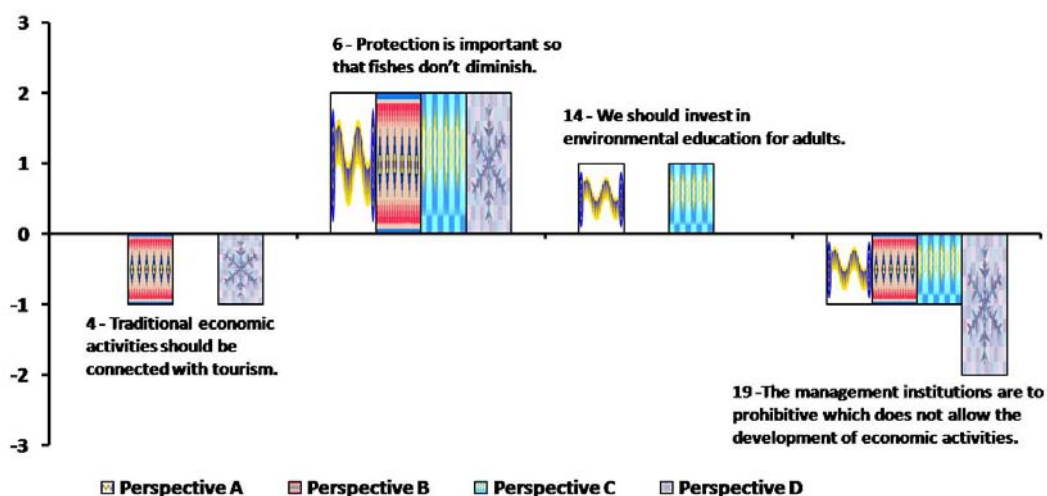 3
6 - Protection is important so
that fishes don't diminish.
2
14 - We should invest in
environmental education for adults.
1
0
-1
4 - Traditional economic
activities should be
connected with tourism.
-2
19 -The management institutions are to
prohibitive which does not allow the
development of economic activities.
-3
Perspective A Perspective B Perspective C Perspective D